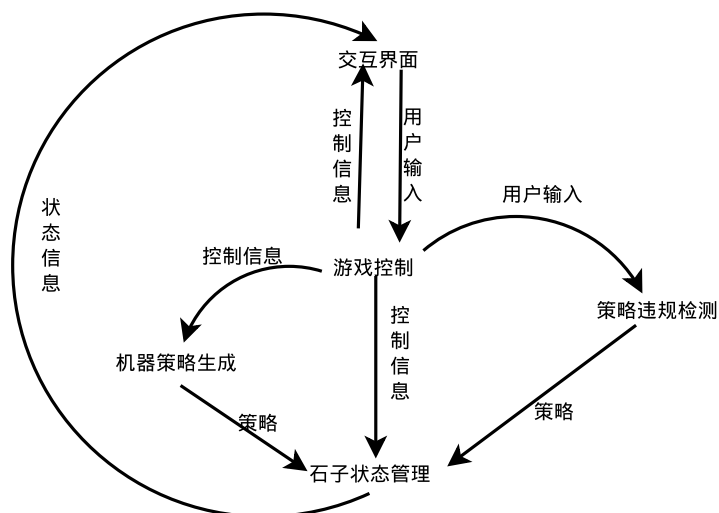 交互界面
控制信息
用户输入
用户输入
状态信息
控制信息
游戏控制
策略违规检测
控制信息
机器策略生成
策略
策略
石子状态管理